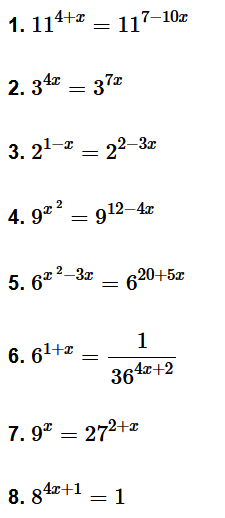 1. 11^{4+x} = 11^{7-10x}
2. 3^{4x} = 3^{7x}
3. 2^{1-x} = 2^{2-3x}
4. 9^{x^2} = 9^{12-4x}
5. 6^{x^2-3x} = 6^{20+5x}
6. 6^{1+x} = \frac{1}{36^{4x+2}}
7. 9^x = 27^{2+x}
8. 8^{4x+1} = 1